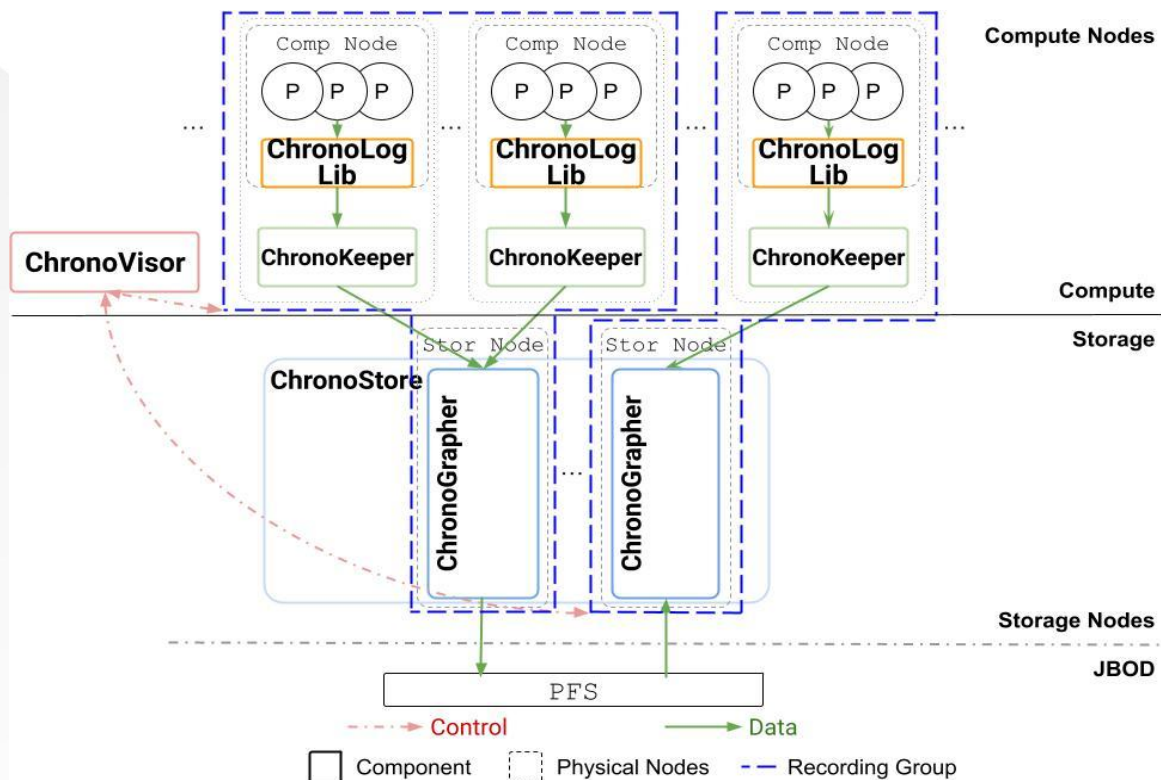 Comp Node
Comp Node
Comp Node
Compute Nodes
P P P
P P P
P P P
...
...
...
...
ChronoLog
Lib
ChronoLog
Lib
ChronoLog
Lib
ChronoVisor
ChronoKeeper
ChronoKeeper
ChronoKeeper
Compute
Storage
Stor Node
Stor Node
ChronoStore
ChronoGrapher
...
ChronoGrapher
Storage Nodes
JBOD
PFS
Control
Data
Component
Physical Nodes
Recording Group